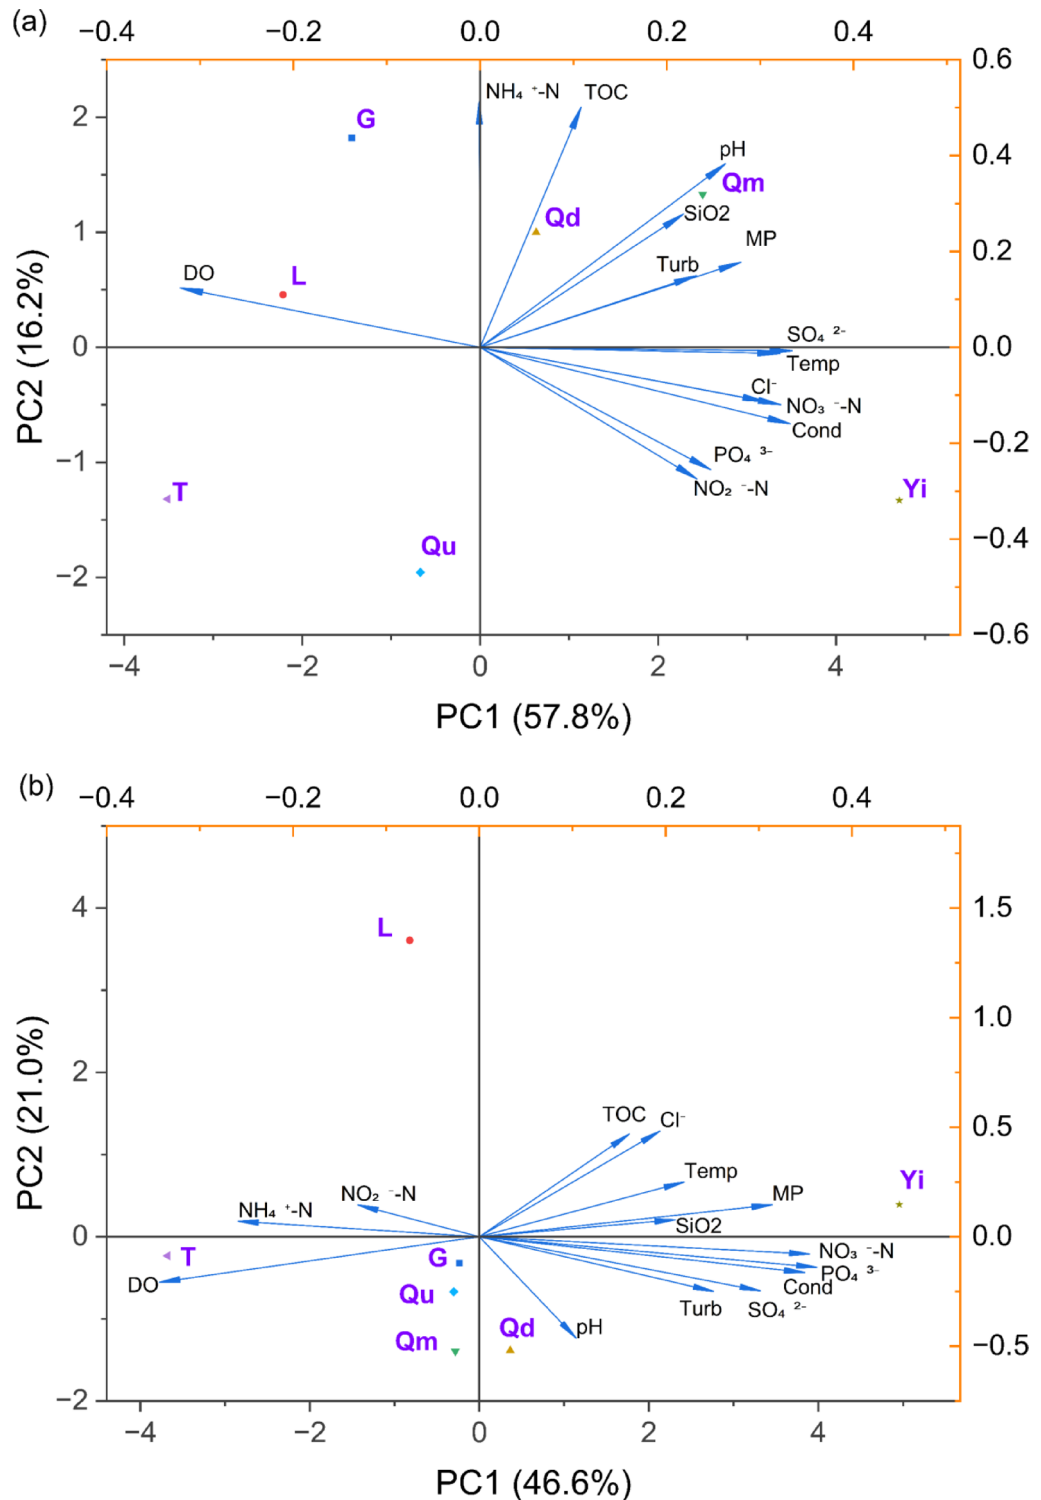 (a)
−0.4 −0.2 0.0 0.2 0.4
0.6
NH₄ ⁺-N TOC
2
G
0.4
pH
Qm
SiO2
Qd
1
0.2
MP
Turb
DO
L
SO₄ ²⁻
0
0.0
Temp
Cl⁻
NO₃ ⁻-N
Cond
−0.2
PO₄ ³⁻
−1
NO₂ ⁻-N
T
Yi
−0.4
Qu
−2
−0.6
−4 −2 0 2 4
PC2 (16.2%)
PC1 (57.8%)
(b)
−0.4 −0.2 0.0 0.2 0.4
4
L
1.5
2
1.0
TOC Cl⁻
0.5
Temp
Yi
MP
NO₂ ⁻-N
NH₄ ⁺-N
SiO2
0
0.0
T
G
NO₃ ⁻-N
DO
PO₄ ³⁻
Cond
Qu
Turb SO₄ ²⁻
Qm Qd pH
−0.5
−2
−4 −2 0 2 4
PC2 (21.0%)
PC1 (46.6%)